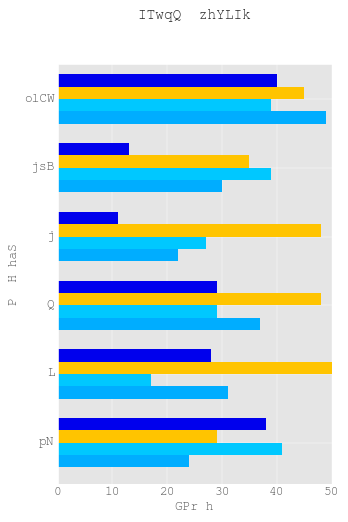 ITwqQ  zhYLIk
olCW
jsB
j
Q
L
pN
P  H haS
0 10 20 30 40 50
GPr h